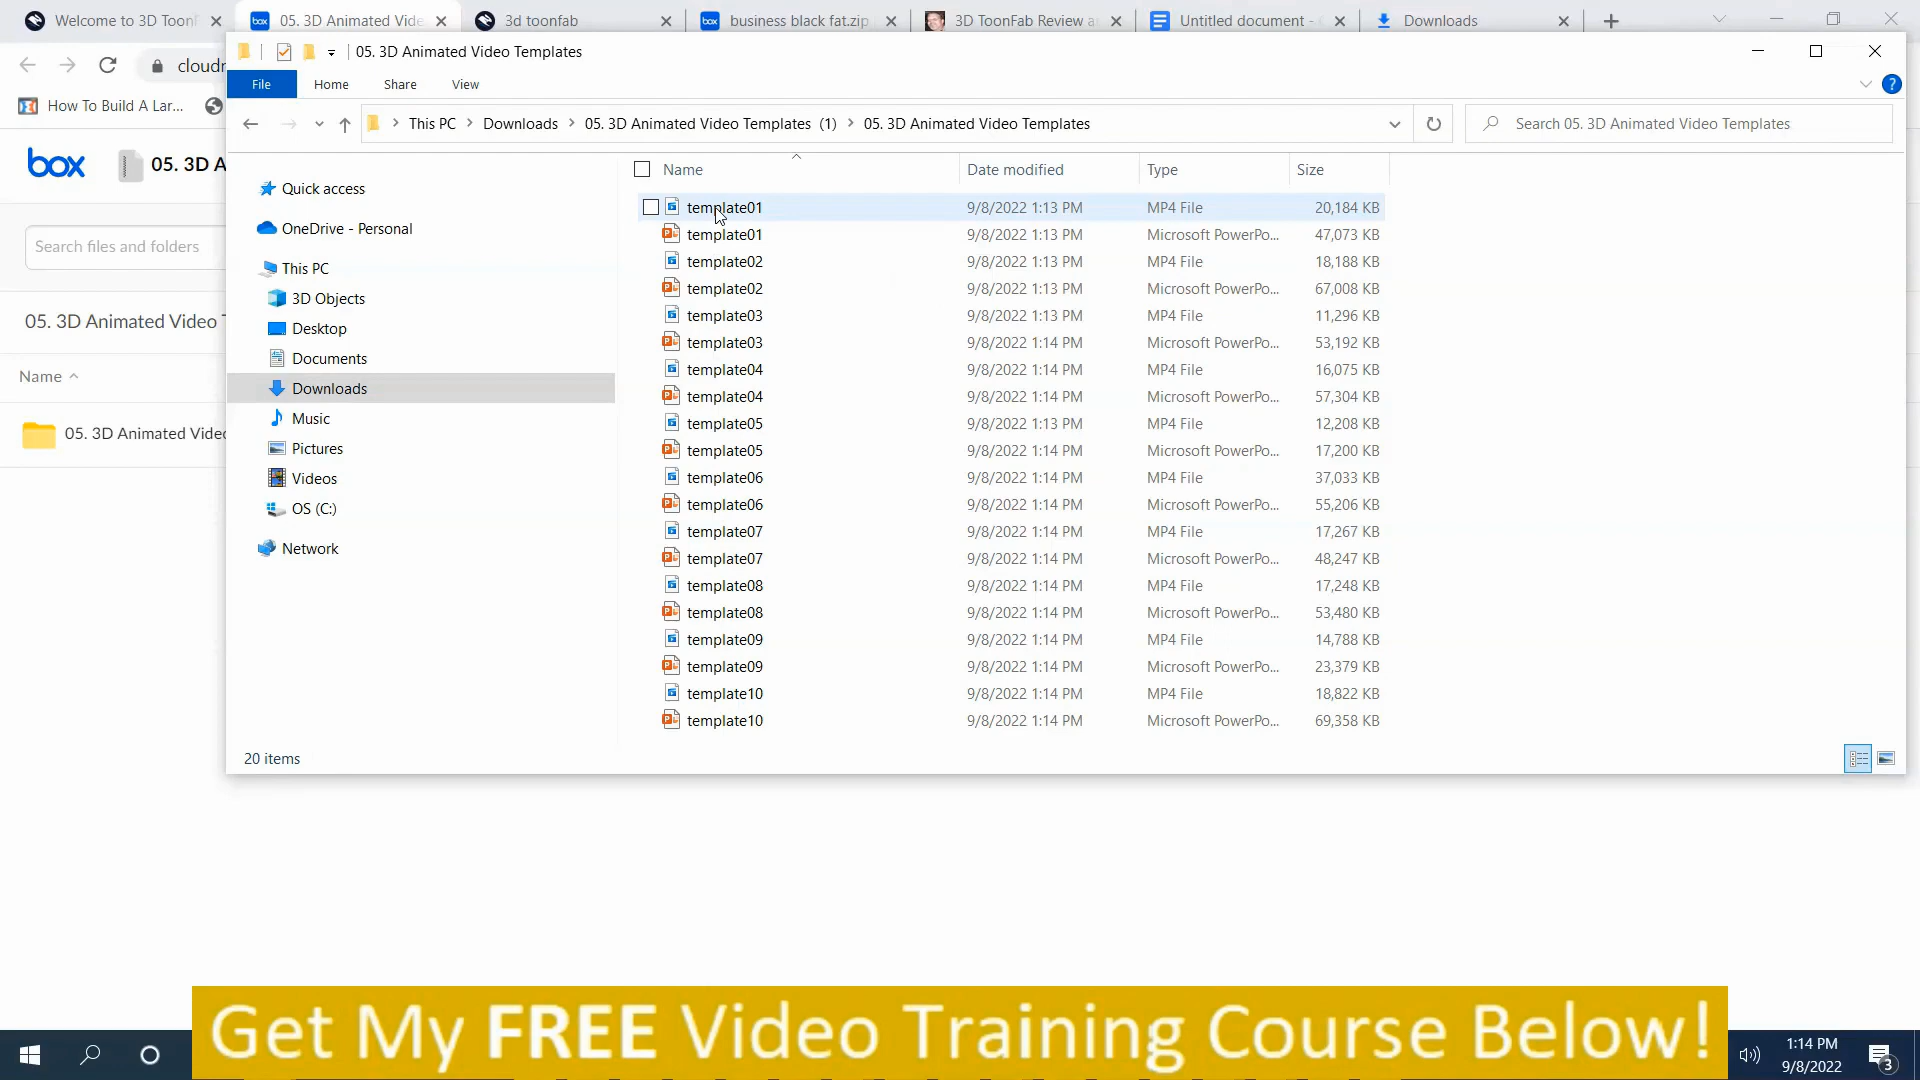 Welcome to 3D Toonl
05. 3D Animated Vide
3d toonfab
business black fat.zip
3D ToonFab Review a
Untitled document -
Downloads
05. 3D Animated Video Templates
cloudr
File
Home
Share
View
How To Build A Lar...
This PC
Downloads
05. 3D Animated Video Templates (1)
05. 3D Animated Video Templates
Search 05. 3D Animated Video Templates
box
05. 3D A
Search files and folders
05. 3D Animated Video T
Name
05. 3D Animated Videc
Quick access
OneDrive - Personal
This PC
3D Objects
Desktop
Documents
Downloads
Music
Pictures
Videos
OS (C:)
Network
Name Date modified Type Size
template01 9/8/2022 1:13 PM MP4 File 20,184 KB
template01 9/8/2022 1:13 PM Microsoft PowerPo... 47,073 KB
template02 9/8/2022 1:13 PM MP4 File 18,188 KB
template02 9/8/2022 1:13 PM Microsoft PowerPo... 67,008 KB
template03 9/8/2022 1:13 PM MP4 File 11,296 KB
template03 9/8/2022 1:14 PM Microsoft PowerPo... 53,192 KB
template04 9/8/2022 1:14 PM MP4 File 16,075 KB
template04 9/8/2022 1:14 PM Microsoft PowerPo... 57,304 KB
template05 9/8/2022 1:13 PM MP4 File 12,208 KB
template05 9/8/2022 1:14 PM Microsoft PowerPo... 17,200 KB
template06 9/8/2022 1:14 PM MP4 File 37,033 KB
template06 9/8/2022 1:14 PM Microsoft PowerPo... 55,206 KB
template07 9/8/2022 1:14 PM MP4 File 17,267 KB
template07 9/8/2022 1:14 PM Microsoft PowerPo... 48,247 KB
template08 9/8/2022 1:14 PM MP4 File 17,248 KB
template08 9/8/2022 1:14 PM Microsoft PowerPo... 53,480 KB
template09 9/8/2022 1:14 PM MP4 File 14,788 KB
template09 9/8/2022 1:14 PM Microsoft PowerPo... 23,379 KB
template10 9/8/2022 1:14 PM MP4 File 18,822 KB
template10 9/8/2022 1:14 PM Microsoft PowerPo... 69,358 KB
20 items
Get My FREE Video Training Course Below!
1:14 PM
9/8/2022
3